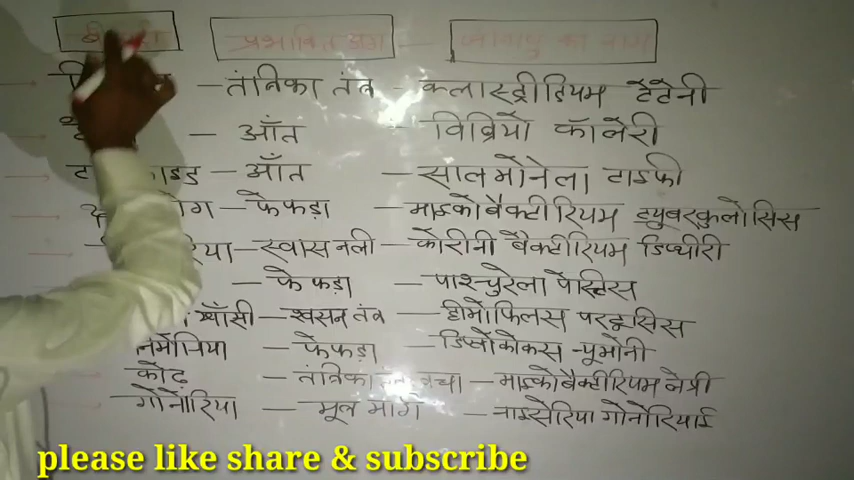 प्रभावित अंग — जीवाणु का नाम
— तंत्रिका तंत्र - क्लास्ट्रीडियम टेटेनी
— आँत - विब्रियो कॉलेरी
— आँत — सालमोनेला टाइफी
— फेफड़ा — माइकोबैक्टीरियम ट्युबरकुलोसिस
— स्वास नली — कोरीनी बैक्टीरियम डिप्थीरी
— फेफड़ा — पाश्चुरेला पेस्टिस
खाँसी — श्वसन तंत्र — हीमोफिलस परटूसिस
निमोनिया — फेफड़ा — डिप्लोकोकस न्यूमोनी
कोढ़ — तंत्रिका त्वचा — माइकोबैक्टीरियम लेप्री
गोनोरिया — मूत्र मार्ग — नाइसेरिया गोनोरियाई
please like share & subscribe